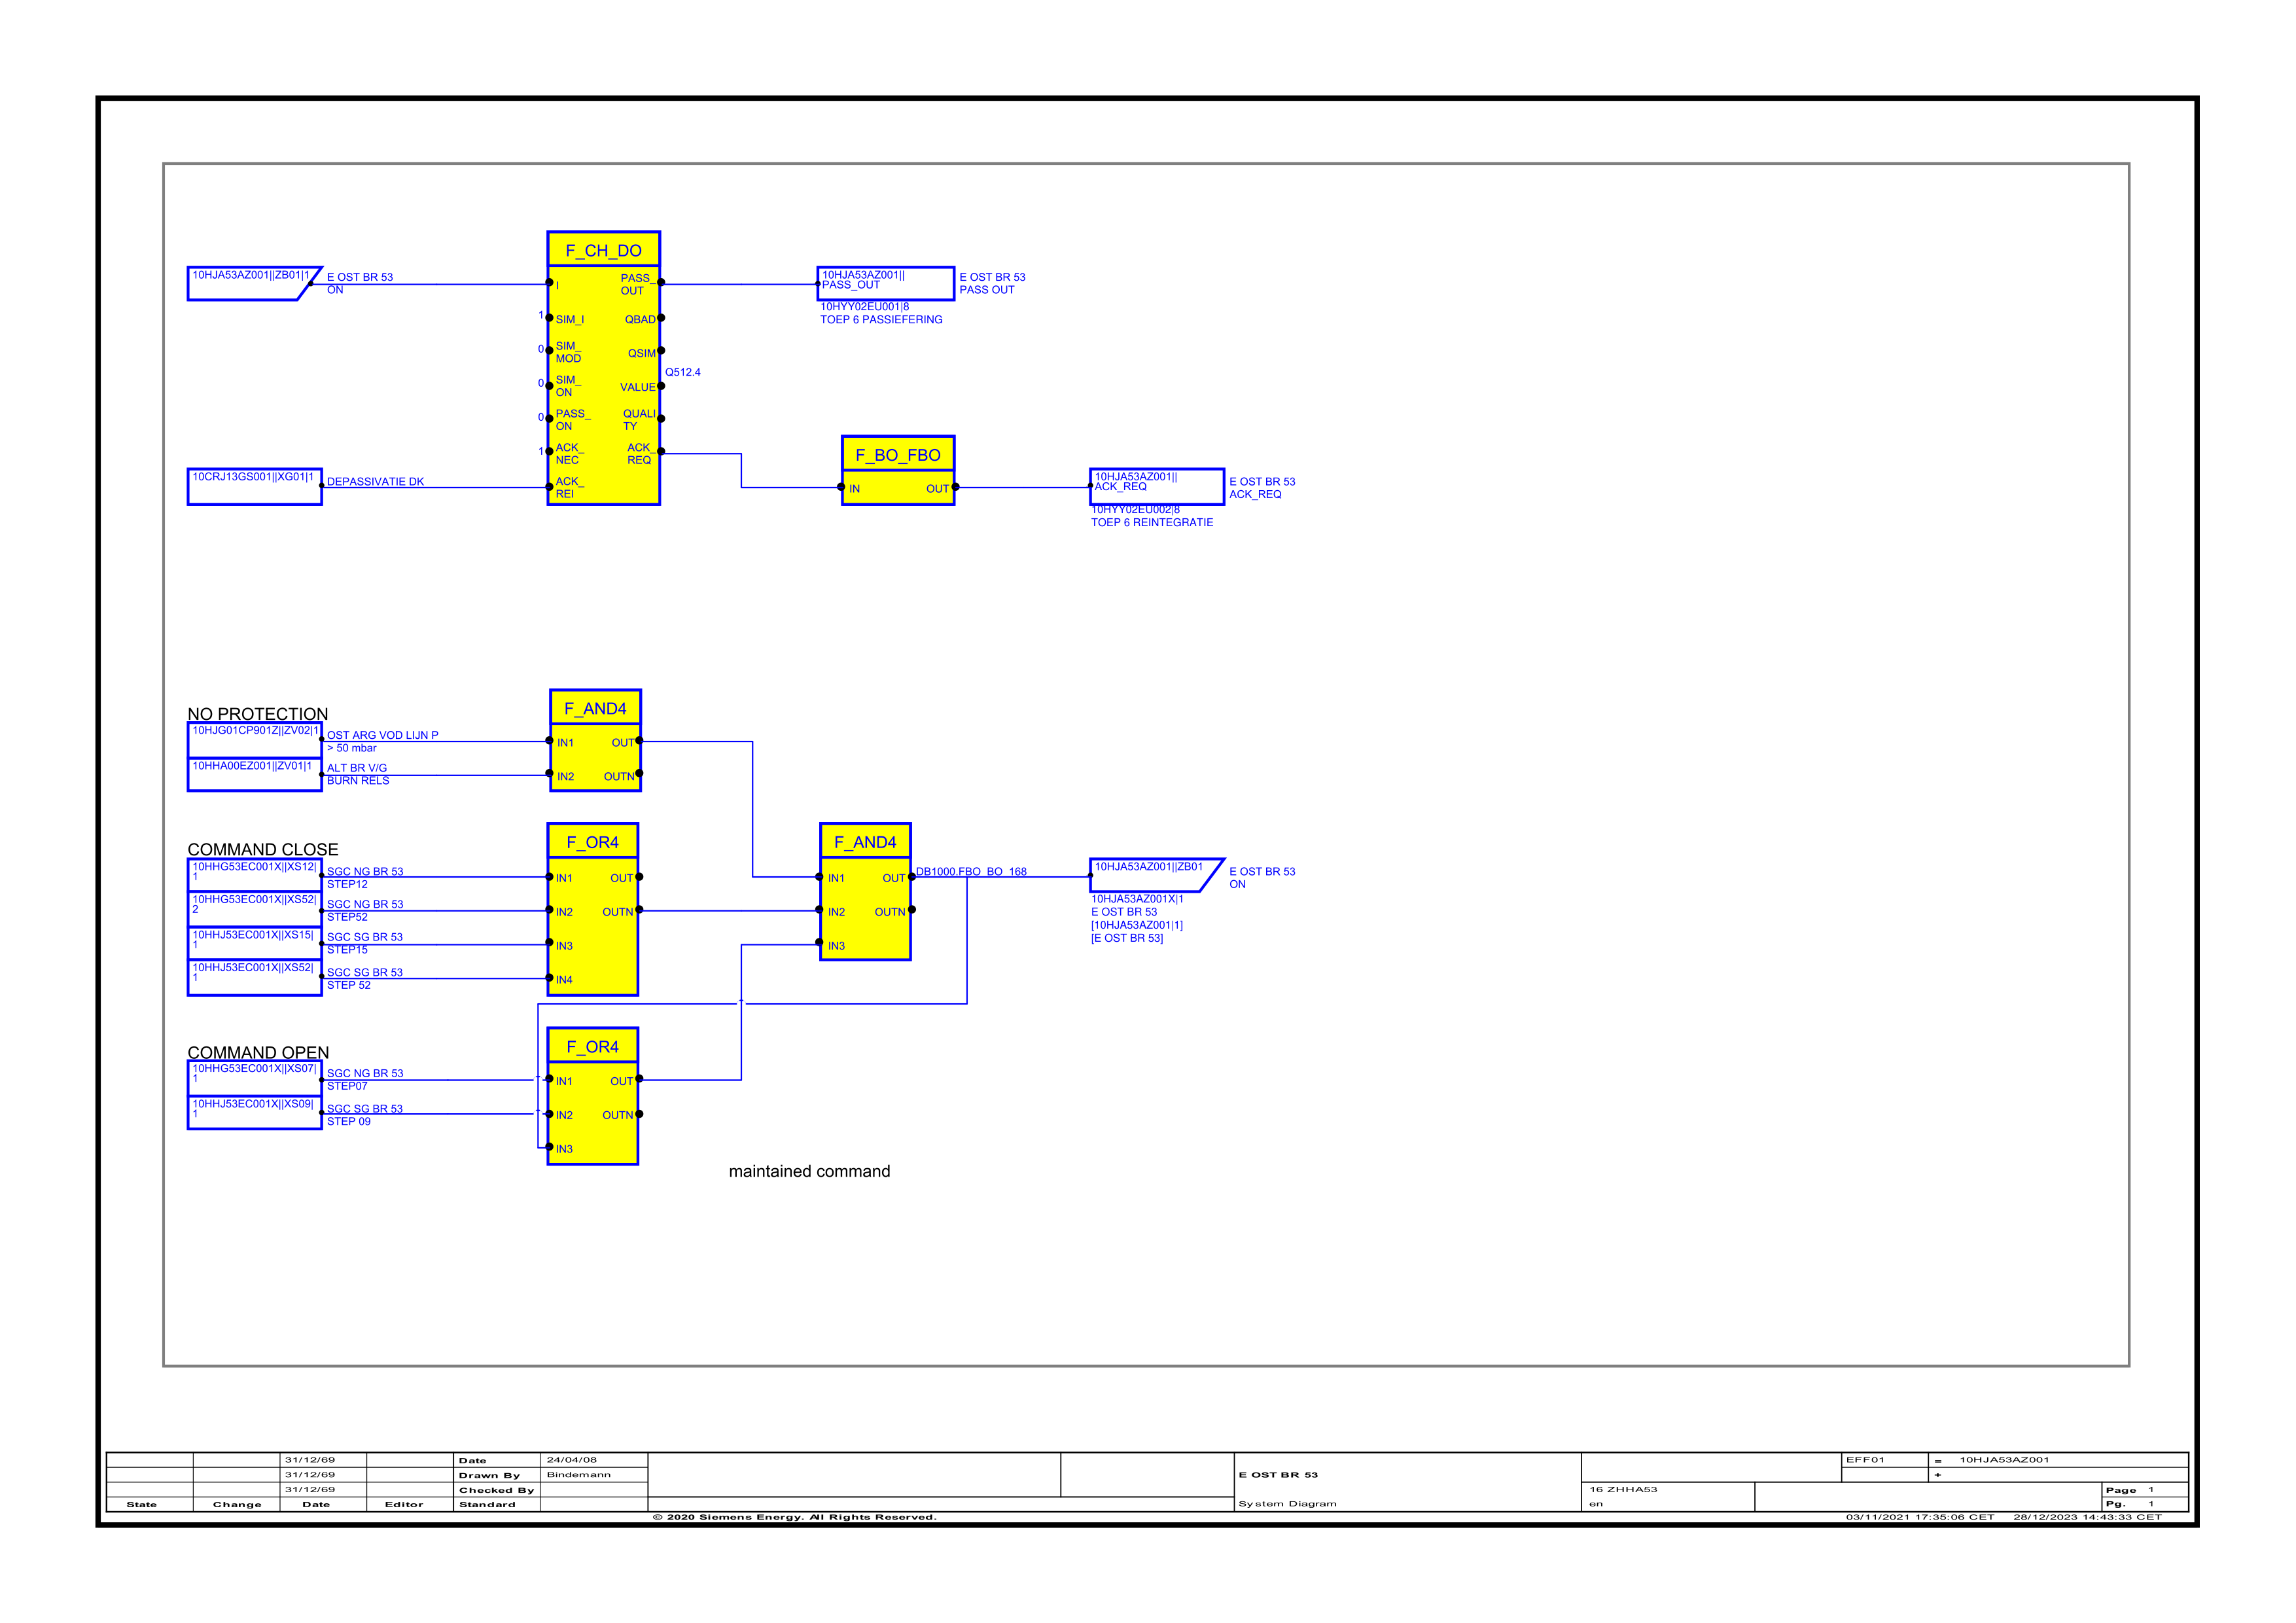 F_CH_DO
10HJA53AZ001||ZB01|1
E OST BR 53
ON
I
PASS_
OUT
10HJA53AZ001||
PASS_OUT
E OST BR 53
PASS OUT
10HYY02EU001|8
TOEP 6 PASSIEFERING
1
SIM_I
QBAD
0
SIM_
MOD
QSIM
Q512.4
0
SIM_
ON
VALUE
0
PASS_
ON
QUALI
TY
1
ACK_
NEC
ACK_
REQ
F_BO_FBO
10CRJ13GS001||XG01|1
DEPASSIVATIE DK
ACK_
REI
IN
OUT
10HJA53AZ001||
ACK_REQ
E OST BR 53
ACK_REQ
10HYY02EU002|8
TOEP 6 REINTEGRATIE
NO PROTECTION
F_AND4
10HJG01CP901Z||ZV02|1
OST ARG VOD LIJN P
> 50 mbar
IN1
OUT
10HHA00EZ001||ZV01|1
ALT BR V/G
BURN RELS
IN2
OUTN
COMMAND CLOSE
F_OR4
F_AND4
10HHG53EC001X||XS12|
1
SGC NG BR 53
STEP12
IN1
OUT
IN1
OUT
DB1000.FBO_BO_168
10HJA53AZ001||ZB01
E OST BR 53
ON
10HHG53EC001X||XS52|
2
SGC NG BR 53
STEP52
IN2
OUTN
IN2
OUTN
10HJA53AZ001X|1
E OST BR 53
[10HJA53AZ001|1]
[E OST BR 53]
10HHJ53EC001X||XS15|
1
SGC SG BR 53
STEP15
IN3
IN3
10HHJ53EC001X||XS52|
1
SGC SG BR 53
STEP 52
IN4
COMMAND OPEN
F_OR4
10HHG53EC001X||XS07|
1
SGC NG BR 53
STEP07
IN1
OUT
10HHJ53EC001X||XS09|
1
SGC SG BR 53
STEP 09
IN2
OUTN
IN3
maintained command
31/12/69 Date 24/04/08
31/12/69 Drawn By Bindemann
31/12/69 Checked By
State Change Date Editor Standard
E OST BR 53
System Diagram
16 ZHHA53
en
EFF01 = 10HJA53AZ001
+
Page 1
Pg. 1
© 2020 Siemens Energy. All Rights Reserved.
03/11/2021 17:35:06 CET 28/12/2023 14:43:33 CET